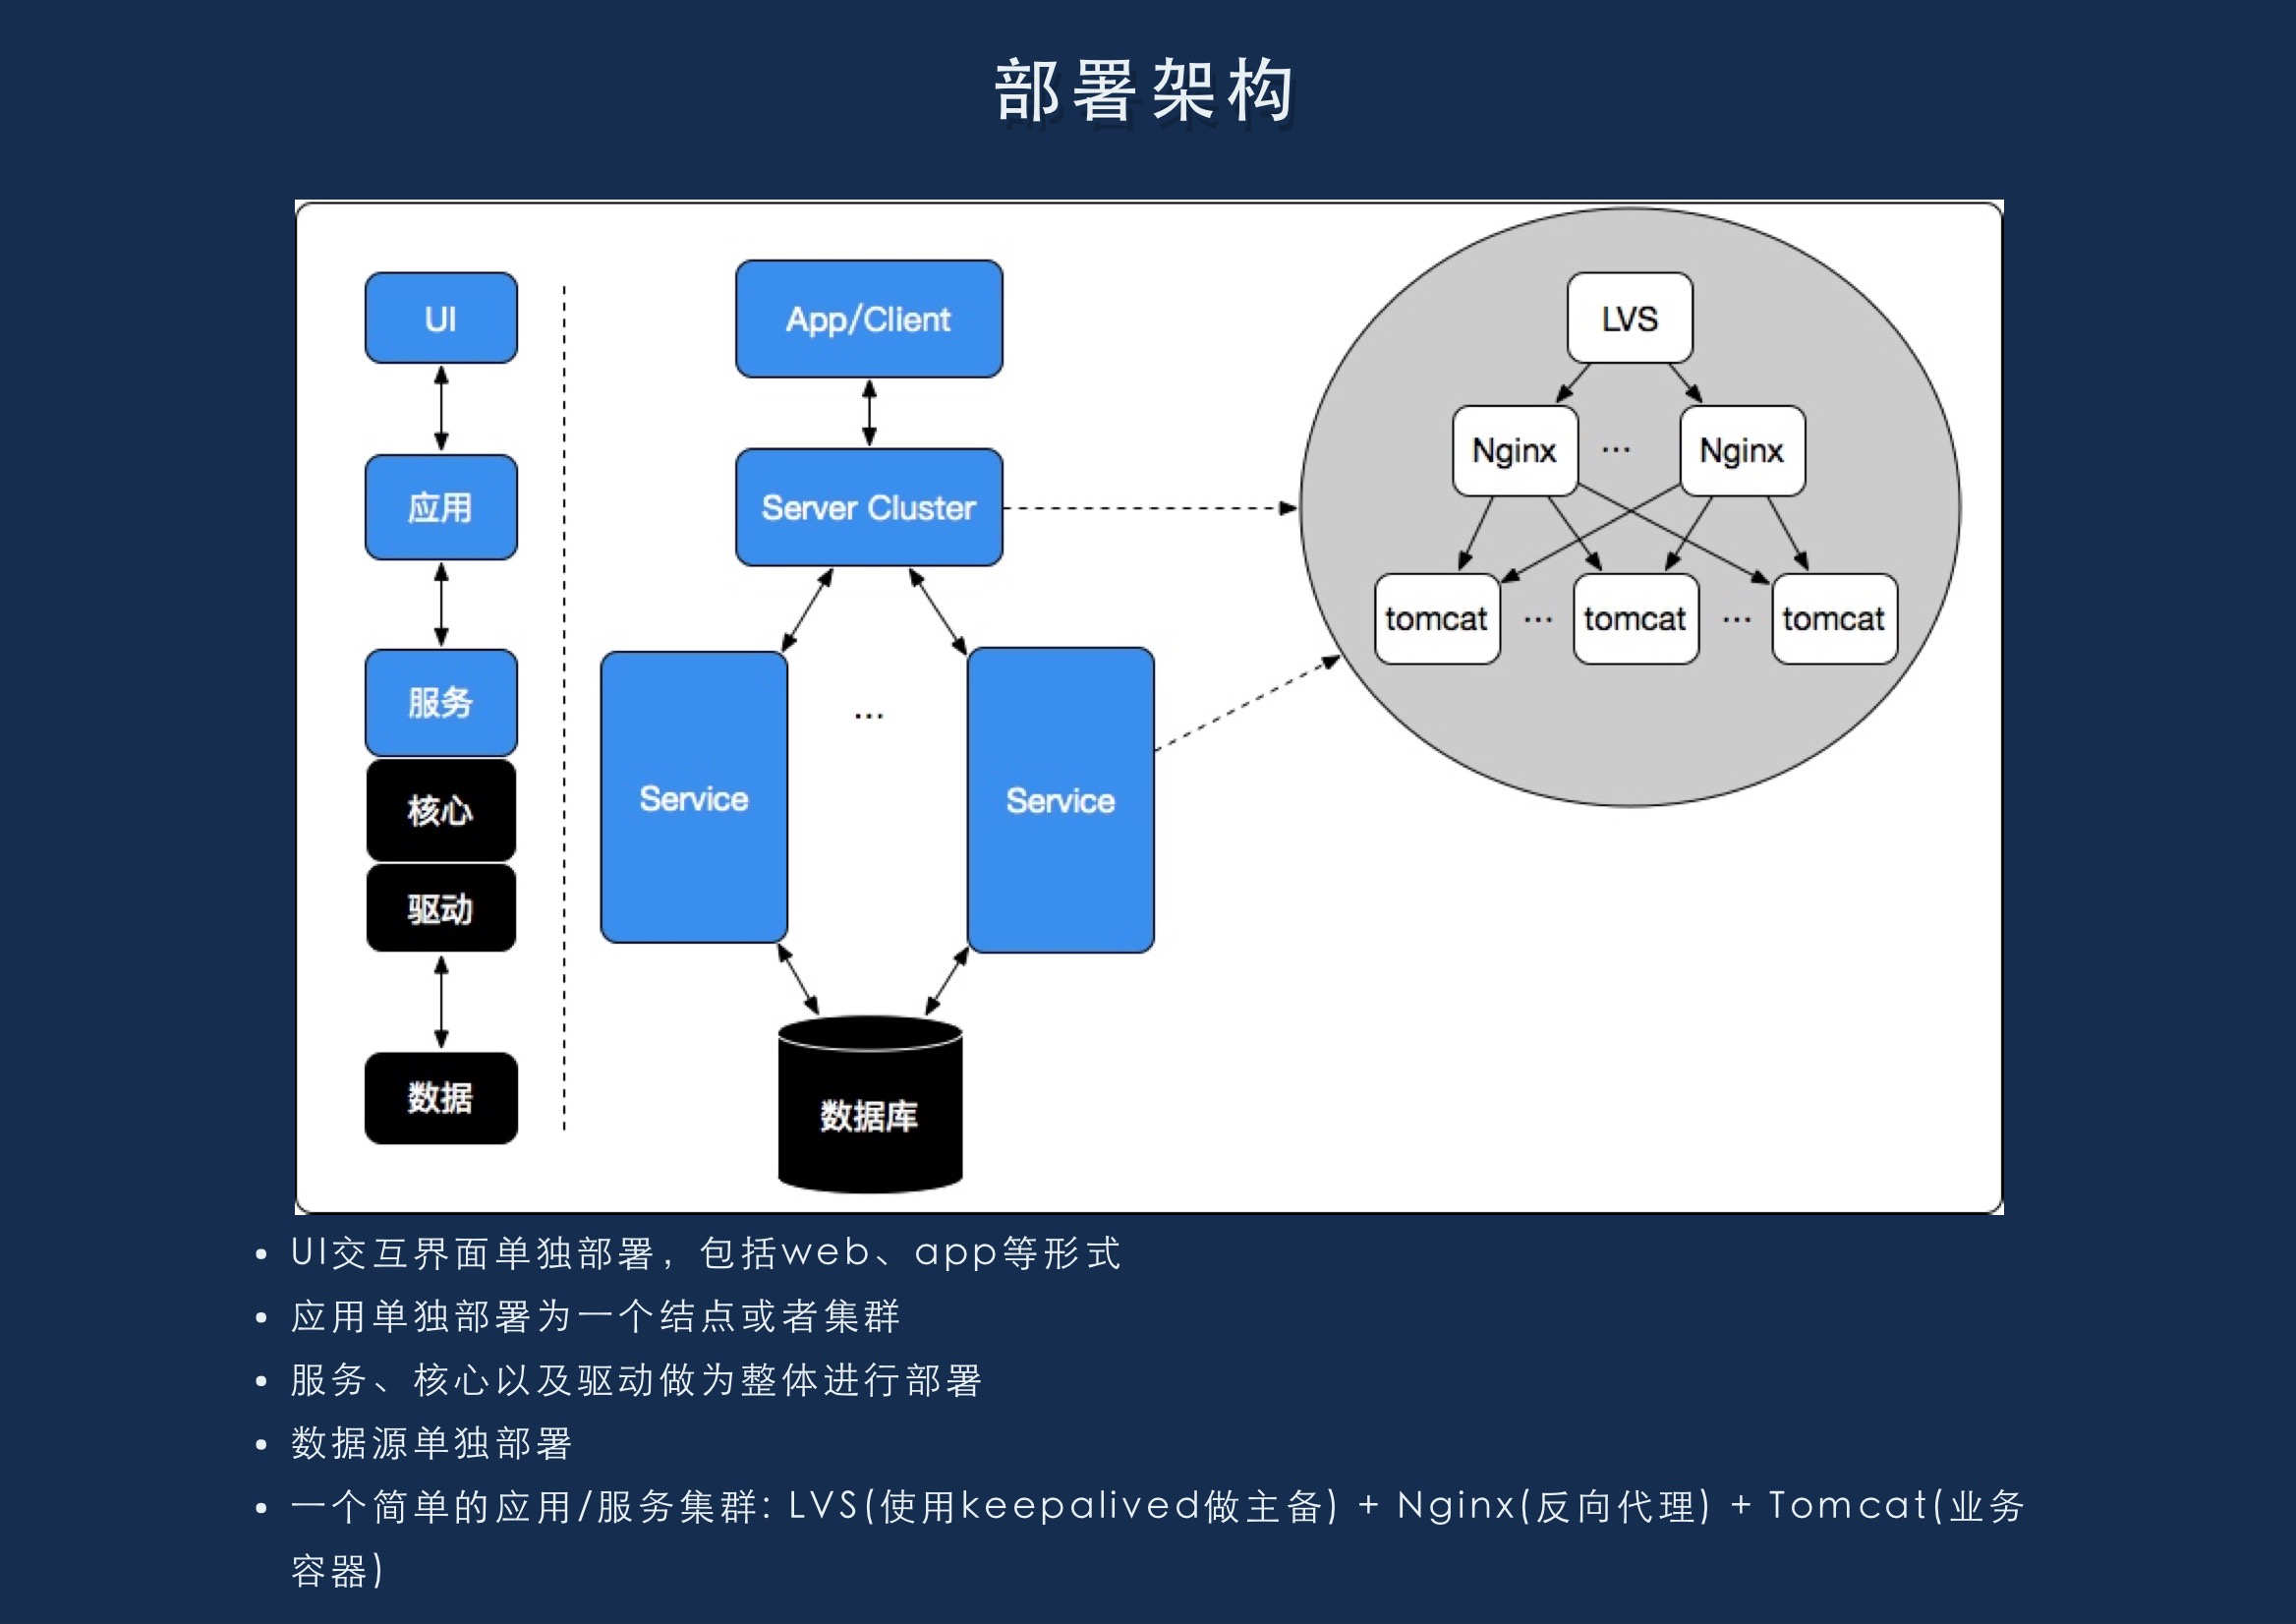 部署架构
UI
应用
服务
核心
驱动
数据
App/Client
Server Cluster
Service
...
Service
数据库
LVS
Nginx
...
Nginx
tomcat
...
tomcat
...
tomcat
• UI交互界面单独部署，包括web、app等形式
• 应用单独部署为一个结点或者集群
• 服务、核心以及驱动做为整体进行部署
• 数据源单独部署
• 一个简单的应用/服务集群: LVS(使用keepalived做主备) + Nginx(反向代理) + Tomcat(业务
容器)